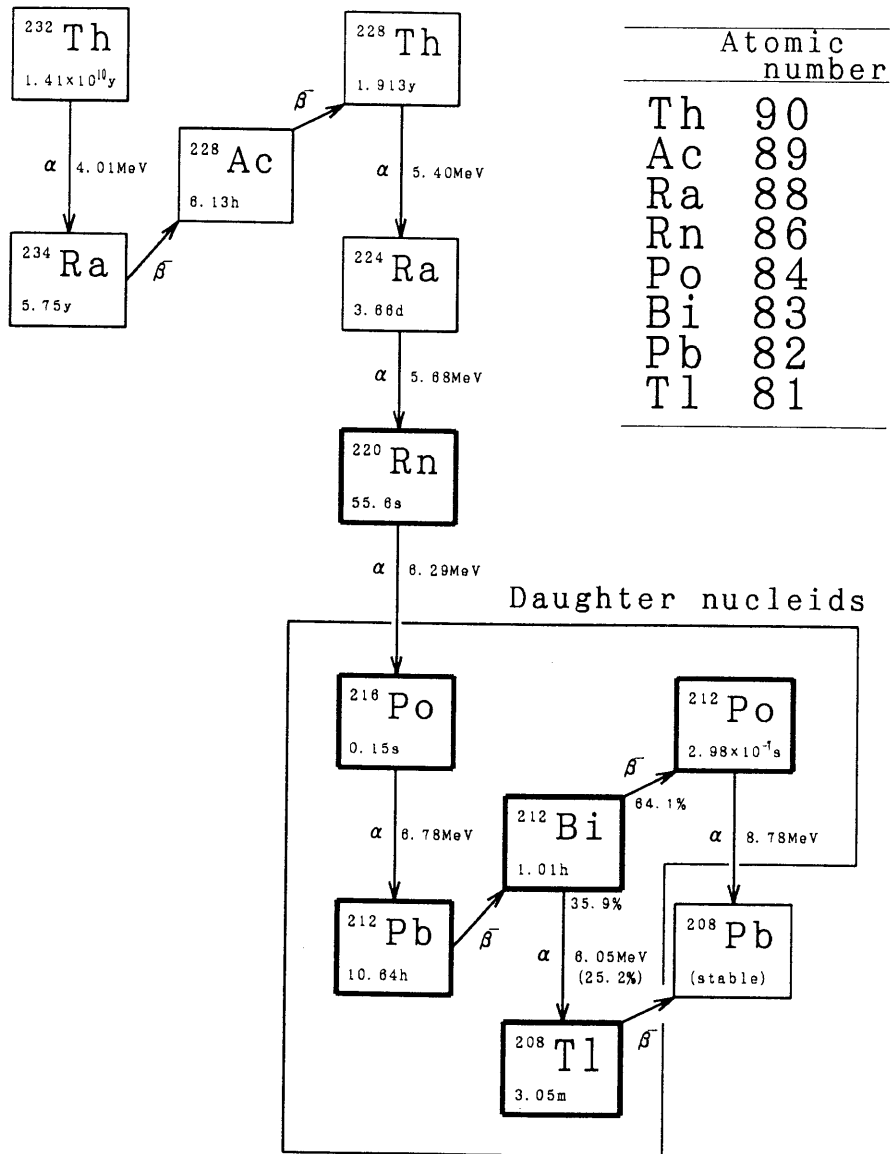 ²³²Th
1.41×10¹⁰y
α 4.01MeV
²³⁴Ra
5.75y
β⁻
²²⁸Ac
6.13h
β⁻
²²⁸Th
1.913y
α 5.40MeV
²²⁴Ra
3.66d
α 5.68MeV
²²⁰Rn
55.6s
α 6.29MeV
Atomic
number
Th 90
Ac 89
Ra 88
Rn 86
Po 84
Bi 83
Pb 82
Tl 81
Daughter nucleids
²¹⁶Po
0.15s
α 6.78MeV
²¹²Pb
10.64h
β⁻
²¹²Bi
1.01h
β⁻
64.1%
²¹²Po
2.98×10⁻⁷s
α 8.78MeV
35.9%
α 6.05MeV
(25.2%)
²⁰⁸Tl
3.05m
β⁻
²⁰⁸Pb
(stable)